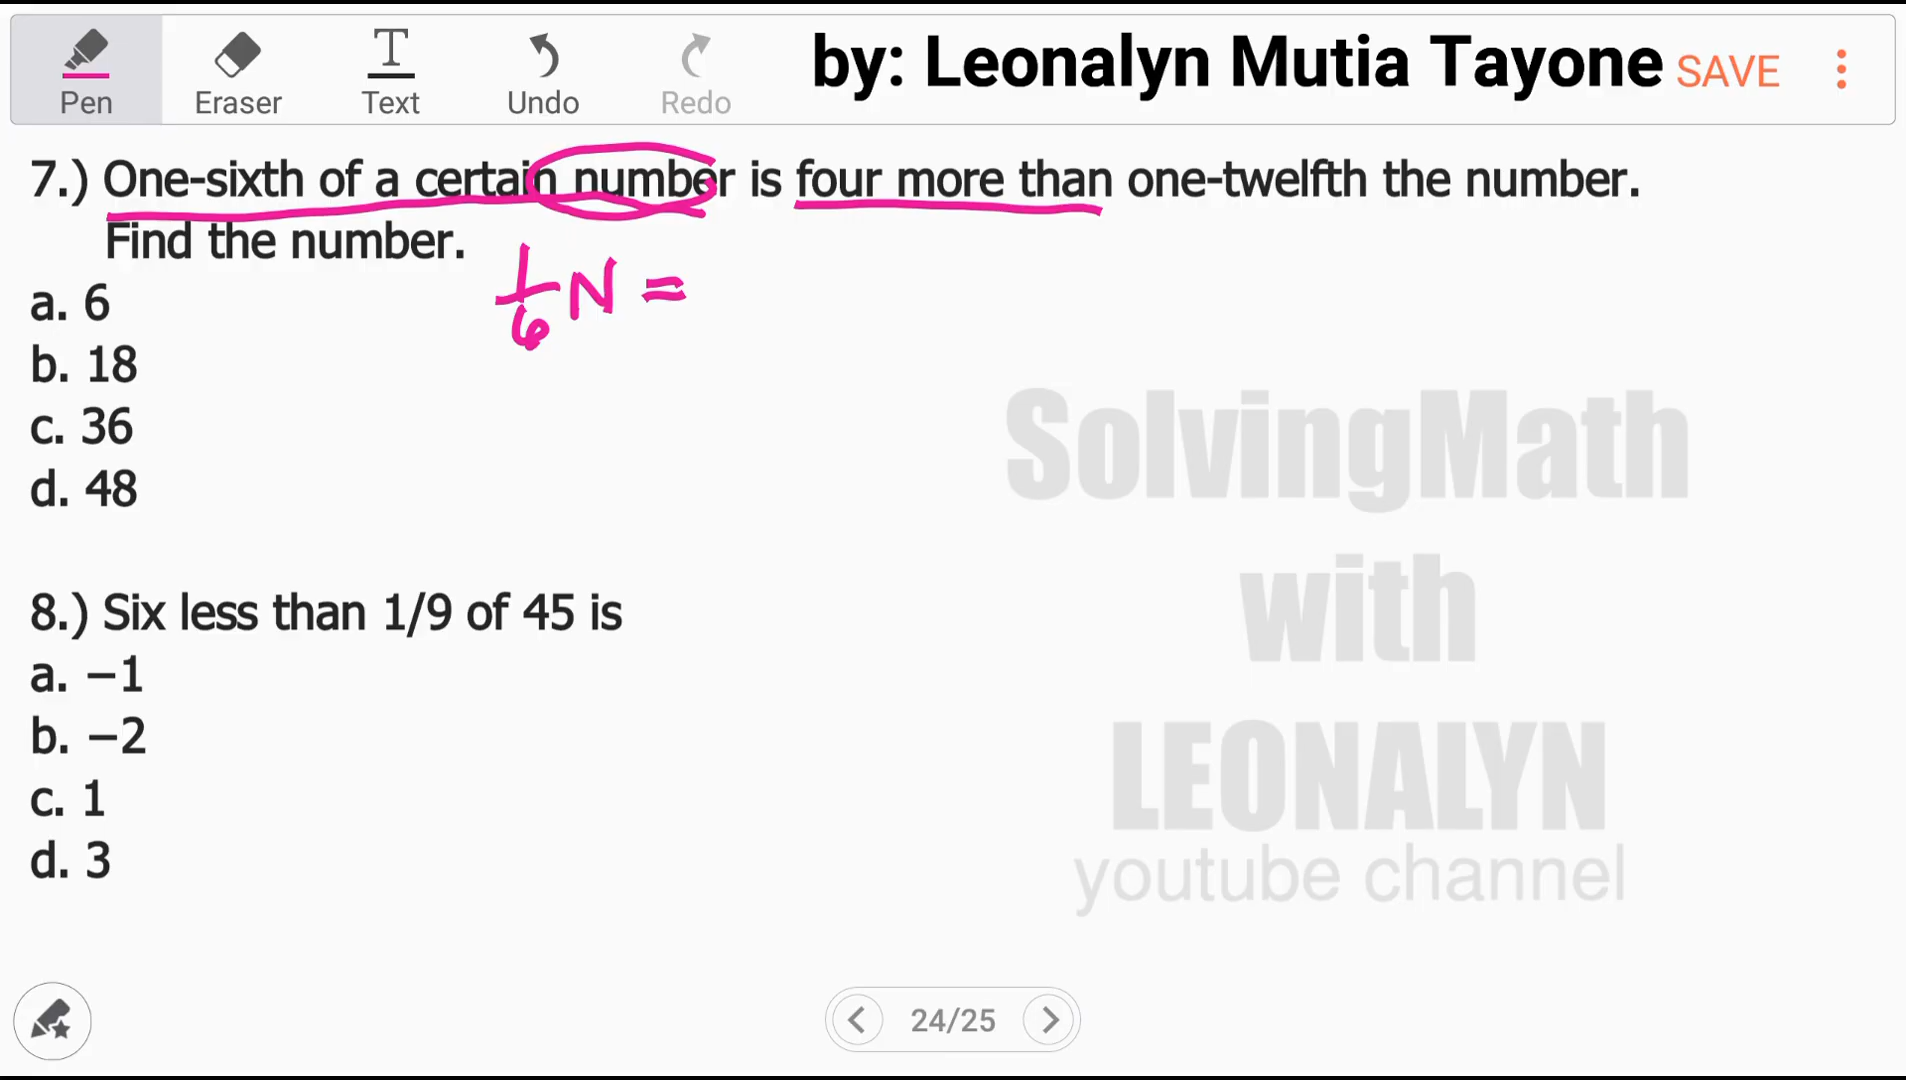 Pen
Eraser
Text
Undo
Redo
by: Leonalyn Mutia Tayone
SAVE
7.) One-sixth of a certain number is four more than one-twelfth the number.
Find the number.
1/6 N =
a. 6
b. 18
c. 36
d. 48
8.) Six less than 1/9 of 45 is
a. −1
b. −2
c. 1
d. 3
SolvingMath
with
LEONALYN
youtube channel
24/25